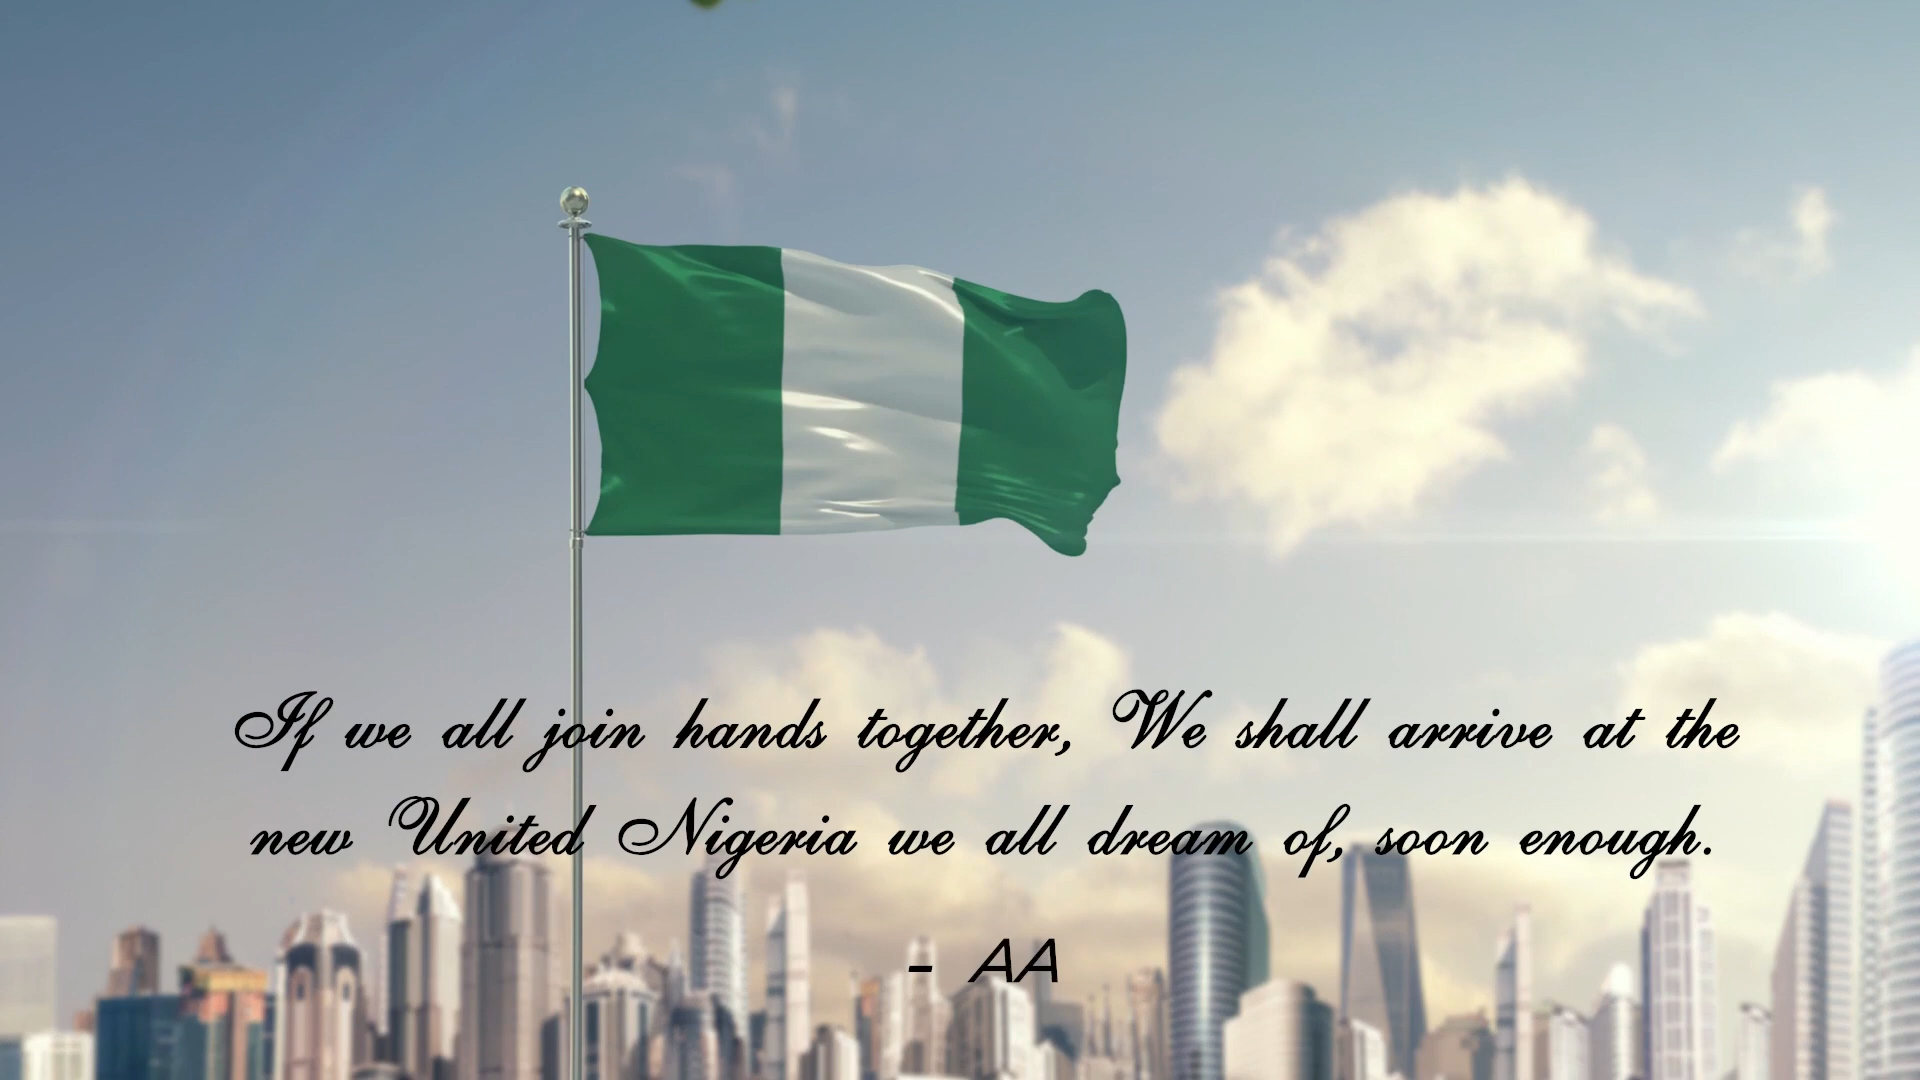 If we all join hands together, We shall arrive at the
new United Nigeria we all dream of, soon enough.
- AA